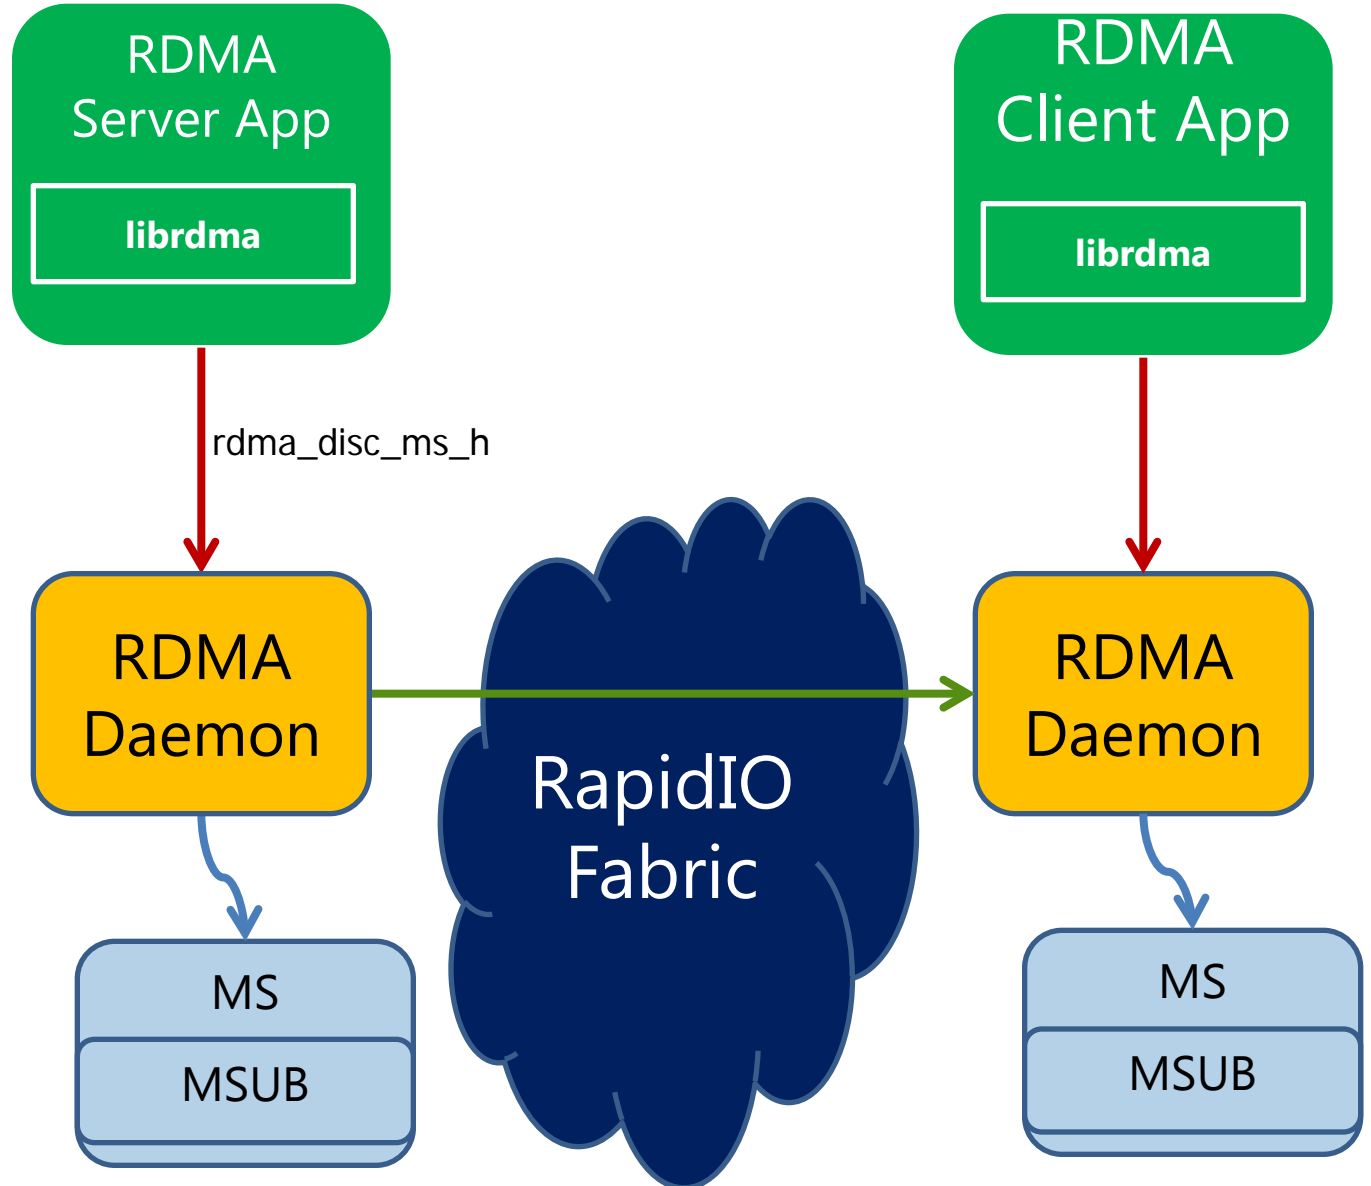 RDMA
Server App
librdma
RDMA
Client App
librdma
rdma_disc_ms_h
RDMA
Daemon
RapidIO
Fabric
RDMA
Daemon
MS
MSUB
MS
MSUB